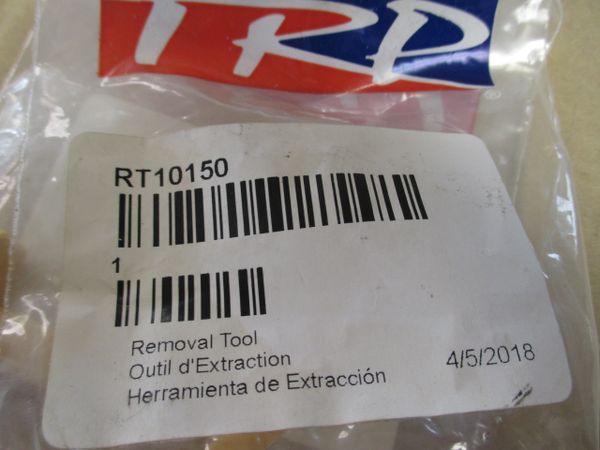 TRP
®
RT10150
1
Removal Tool
Outil d'Extraction
Herramienta de Extracción
4/5/2018